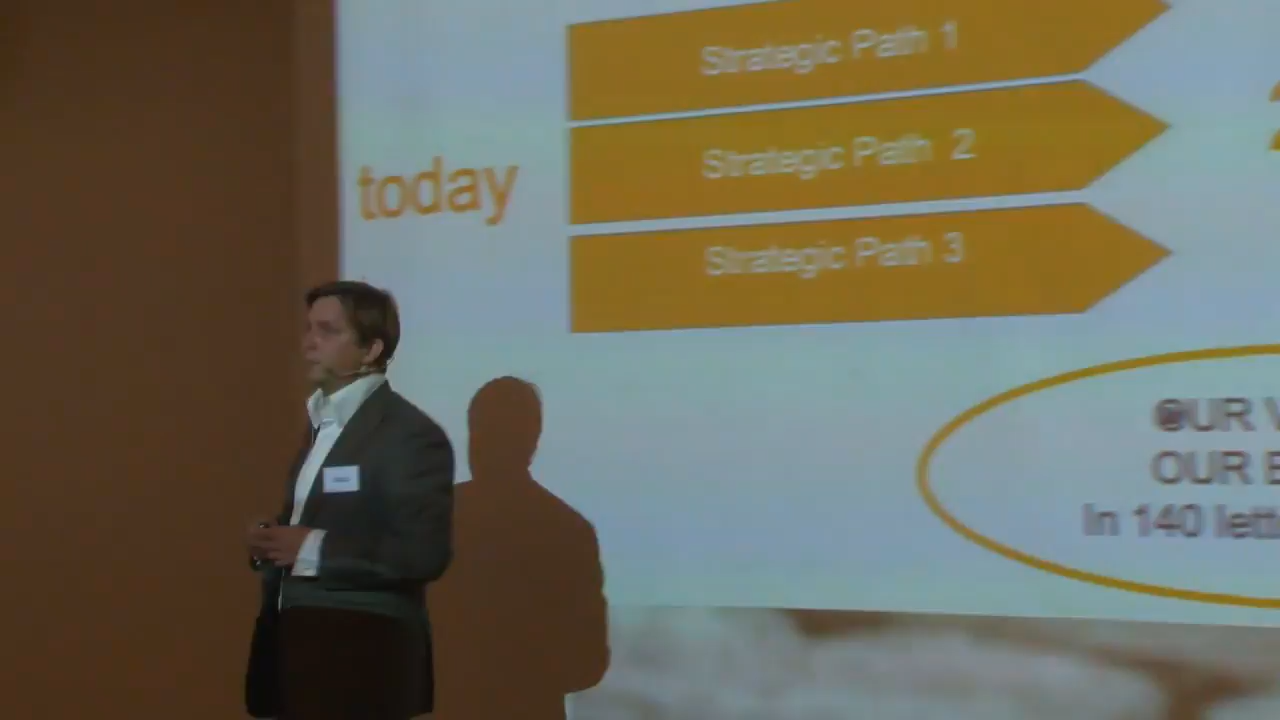 Strategic Path 1
Strategic Path 2
today
Strategic Path 3
OUR
OUR
In 140